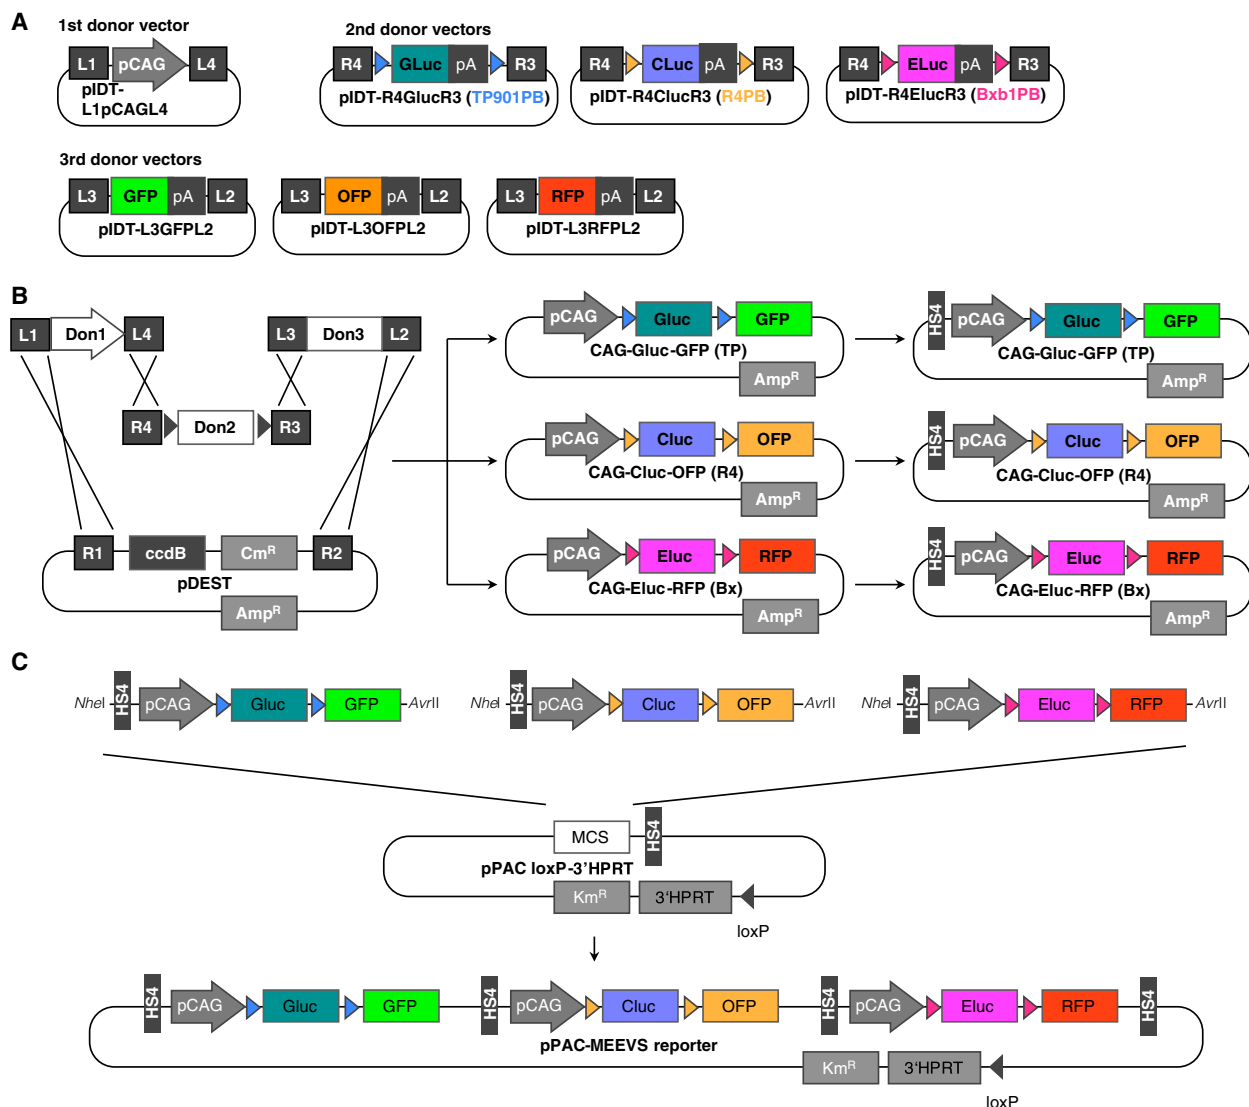 A
1st donor vector
2nd donor vectors
L1 pCAG L4
R4 GLuc pA R3
R4 CLuc pA R3
R4 ELuc pA R3
pIDT-
L1pCAGL4
pIDT-R4GlucR3 (TP901PB)
pIDT-R4ClucR3 (R4PB)
pIDT-R4ElucR3 (Bxb1PB)
3rd donor vectors
L3 GFP pA L2
L3 OFP pA L2
L3 RFP pA L2
pIDT-L3GFPL2
pIDT-L3OFPL2
pIDT-L3RFPL2
B
L1 Don1 L4
L3 Don3 L2
R4 Don2 R3
R1 ccdB CmR R2
pDEST
AmpR
pCAG Gluc GFP
CAG-Gluc-GFP (TP)
AmpR
HS4 pCAG Gluc GFP
CAG-Gluc-GFP (TP)
AmpR
pCAG Cluc OFP
CAG-Cluc-OFP (R4)
AmpR
HS4 pCAG Cluc OFP
CAG-Cluc-OFP (R4)
AmpR
pCAG Eluc RFP
CAG-Eluc-RFP (Bx)
AmpR
HS4 pCAG Eluc RFP
CAG-Eluc-RFP (Bx)
AmpR
C
NheI HS4 pCAG Gluc GFP AvrII
NheI HS4 pCAG Cluc OFP AvrII
NheI HS4 pCAG Eluc RFP AvrII
MCS HS4
pPAC loxP-3‘HPRT
KmR 3‘HPRT
loxP
HS4 pCAG Gluc GFP HS4 pCAG Cluc OFP HS4 pCAG Eluc RFP HS4
pPAC-MEEVS reporter
KmR 3‘HPRT
loxP